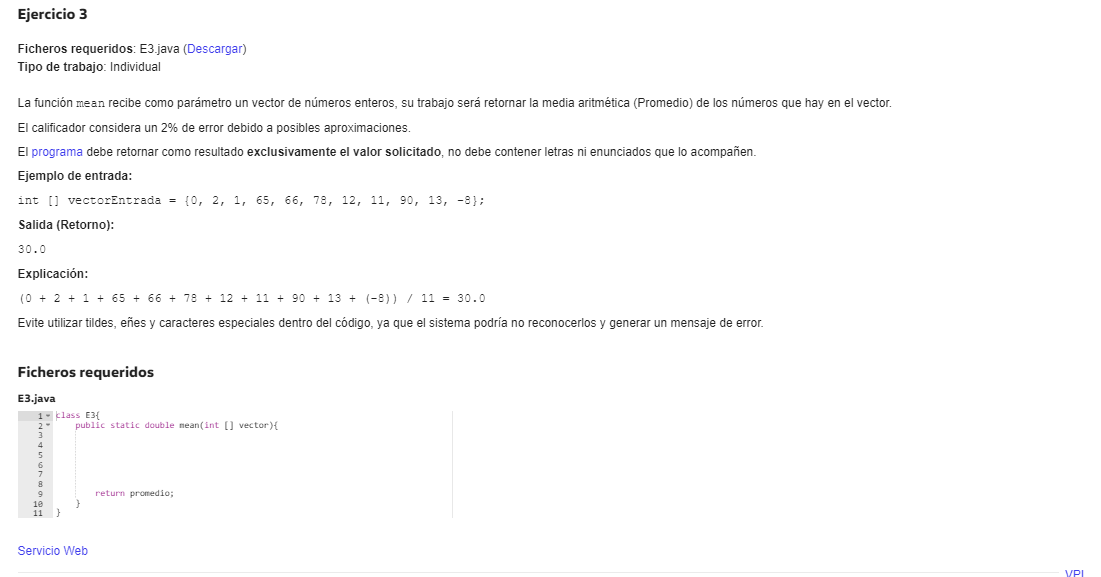 Ejercicio 3
Ficheros requeridos: E3.java (Descargar)
Tipo de trabajo: Individual
La función mean recibe como parámetro un vector de números enteros, su trabajo será retornar la media aritmética (Promedio) de los números que hay en el vector.
El calificador considera un 2% de error debido a posibles aproximaciones.
El programa debe retornar como resultado exclusivamente el valor solicitado, no debe contener letras ni enunciados que lo acompañen.
Ejemplo de entrada:
int [] vectorEntrada = {0, 2, 1, 65, 66, 78, 12, 11, 90, 13, -8};
Salida (Retorno):
30.0
Explicación:
(0 + 2 + 1 + 65 + 66 + 78 + 12 + 11 + 90 + 13 + (-8)) / 11 = 30.0
Evite utilizar tildes, eñes y caracteres especiales dentro del código, ya que el sistema podría no reconocerlos y generar un mensaje de error.
Ficheros requeridos
E3.java
1 class E3{
2 public static double mean(int [] vector){
3
4
5
6
7
8
9 return promedio;
10 }
11 }
Servicio Web
VPL